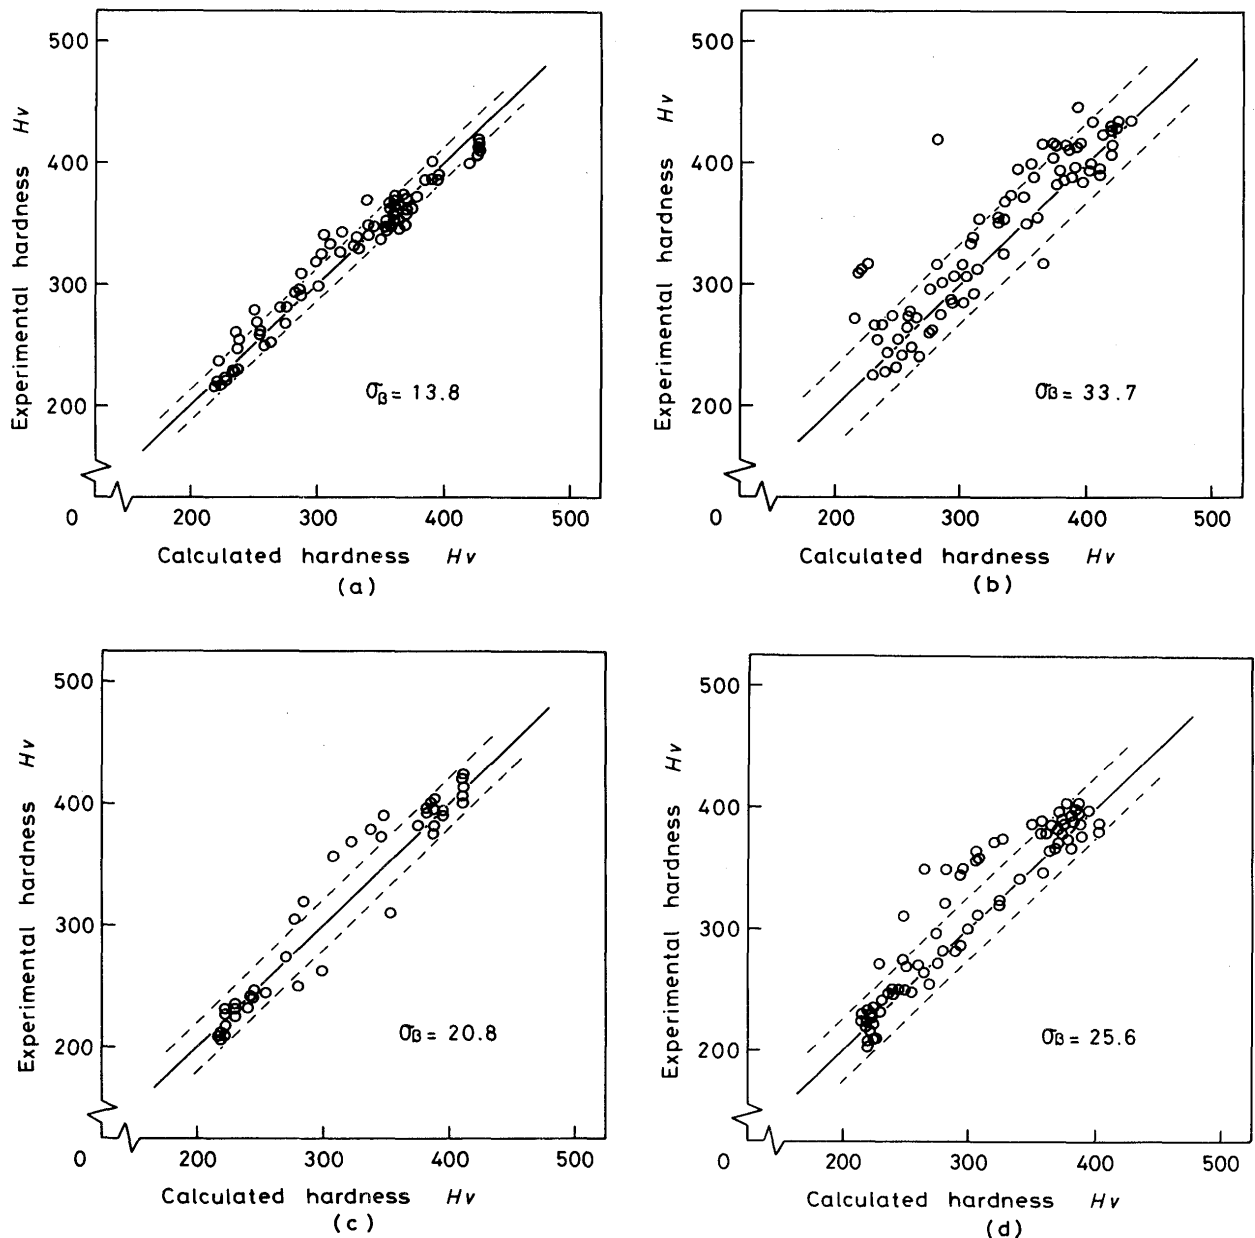 500
400
300
200
Experimental hardness Hv
σB = 13.8
0 200 300 400 500
Calculated hardness Hv
(a)
500
400
300
200
Experimental hardness Hv
σB = 33.7
0 200 300 400 500
Calculated hardness Hv
(b)
500
400
300
200
Experimental hardness Hv
σB = 20.8
0 200 300 400 500
Calculated hardness Hv
(c)
500
400
300
200
Experimental hardness Hv
σB = 25.6
0 200 300 400 500
Calculated hardness Hv
(d)